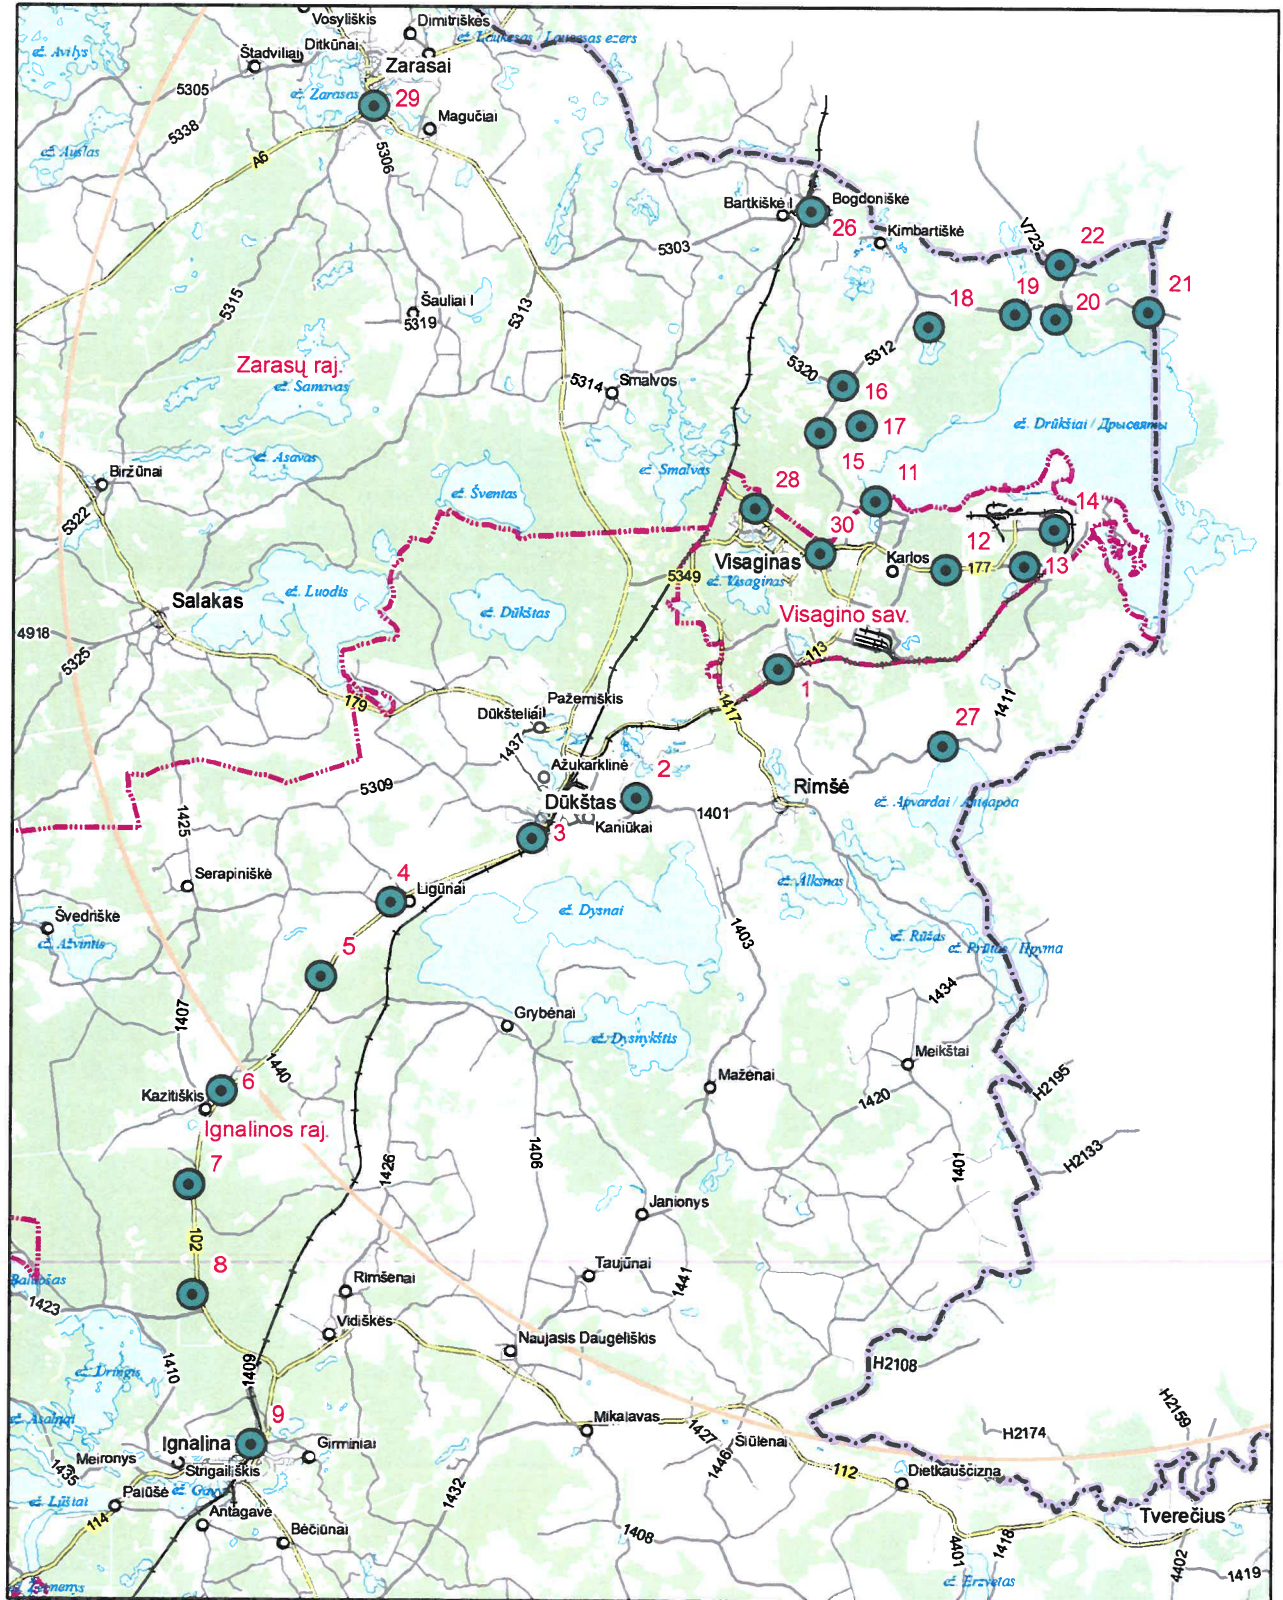 Vosyliškis
Dimitriškės
ež. Avilys
Štadviliai
Ditkūnai
ež. Laukesas / Laucesas ezers
Zarasai
5305
ež. Zarasas
29
Magučiai
5338
ež. Auslas
A6
5306
Bartkiškė I
Bogdoniškė
26
Kimbartiškė
5303
V723
22
5315
Šauliai I
5319
5313
18
19
20
21
5312
Zarasų raj.
ež. Samavas
5314
Smalvos
5320
16
17
ež. Drūkšiai / Дрысвяты
15
Biržūnai
ež. Asavas
ež. Šventas
ež. Smalvas
28
11
14
5322
30
12
Visaginas
Karlos
177
13
5349
ež. Visaginas
Salakas
ež. Luodis
ež. Dūkštas
Visagino sav.
4918
5325
113
1
179
Pažemiškis
Dūkšteliai
1417
1411
27
1437
Ažukarklinė
2
5309
Dūkštas
Rimšė
ež. Apvardai / Апварда
1425
Kaniūkai
1401
3
Serapiniškė
4
Ligūnai
ež. Alksnas
Švedriškė
ež. Ažvintis
ež. Dysnai
ež. Rūžas
ež. Prūtas / Прута
5
1403
1434
1407
Grybėnai
ež. Dysnykštis
Meikštai
1440
6
Kazitiškis
Maženai
1420
H2195
Ignalinos raj.
7
1426
1406
1401
H2133
Janionys
102
8
Taujūnai
1441
Baluošas
1423
Rimšėnai
Vidiškės
Naujasis Daugėliškis
H2108
ež. Dringis
1410
1409
ež. Asalnai
9
Mikalavas
1427
H2159
Ignalina
Girminiai
Šiūlėnai
H2174
Meironys
1435
Strigailiškis
1446
112
Dietkauščizna
Palūšė
ež. Lūšiai
1432
Antagavė
Tverečius
114
Bėčiūnai
1408
4401
1418
4402
1419
ež. Erzvėtas